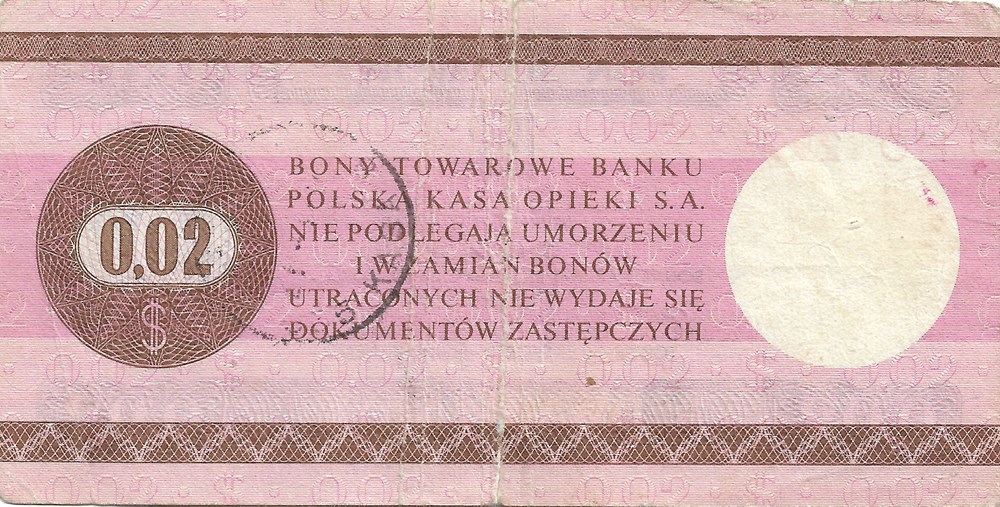 BONY TOWAROWE BANKU
POLSKA KASA OPIEKI S.A.
NIE PODLEGAJĄ UMORZENIU
I W ZAMIAN BONÓW
UTRACONYCH NIE WYDAJE SIĘ
DOKUMENTÓW ZASTĘPCZYCH
0,02
$